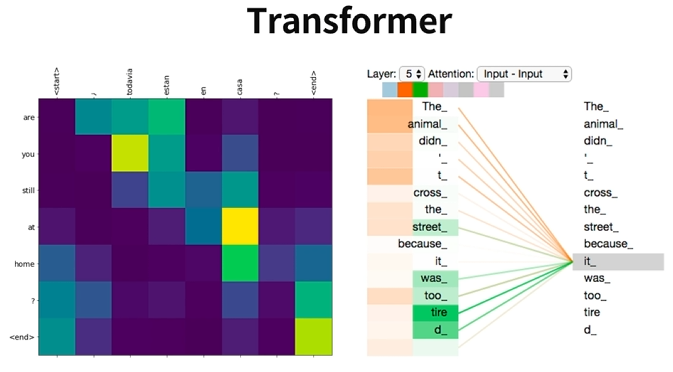 Transformer
<start>
¿
todavia
estan
en
casa
?
<end>
are
you
still
at
home
?
<end>
Layer: 5 Attention: Input - Input
The_ The_
animal_ animal_
didn_ didn_
'_ '_
t_ t_
cross_ cross_
the_ the_
street_ street_
because_ because_
it_ it_
was_ was_
too_ too_
tire tire
d_ d_